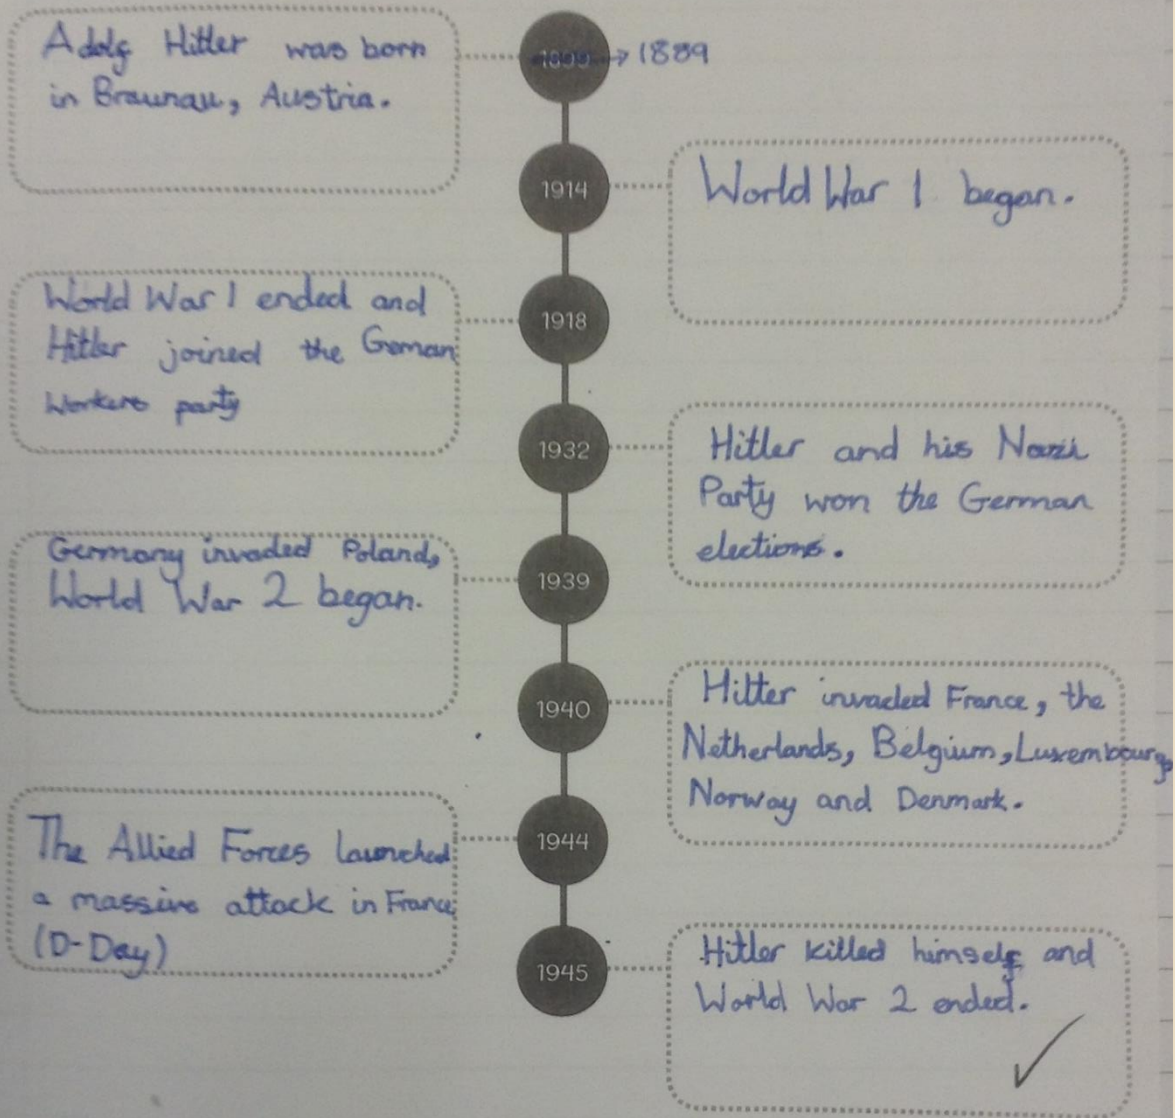 Adolf Hitler was born
in Braunau, Austria.
→ 1889
1914
World War 1 began.
World War 1 ended and
Hitler joined the German
Workers party
1918
1932
Hitler and his Nazi
Party won the German
elections.
Germany invaded Poland,
World War 2 began.
1939
1940
Hitler invaded France, the
Netherlands, Belgium, Luxembourg,
Norway and Denmark.
The Allied Forces launched
a massive attack in France
(D-Day)
1944
1945
Hitler killed himself and
World War 2 ended.